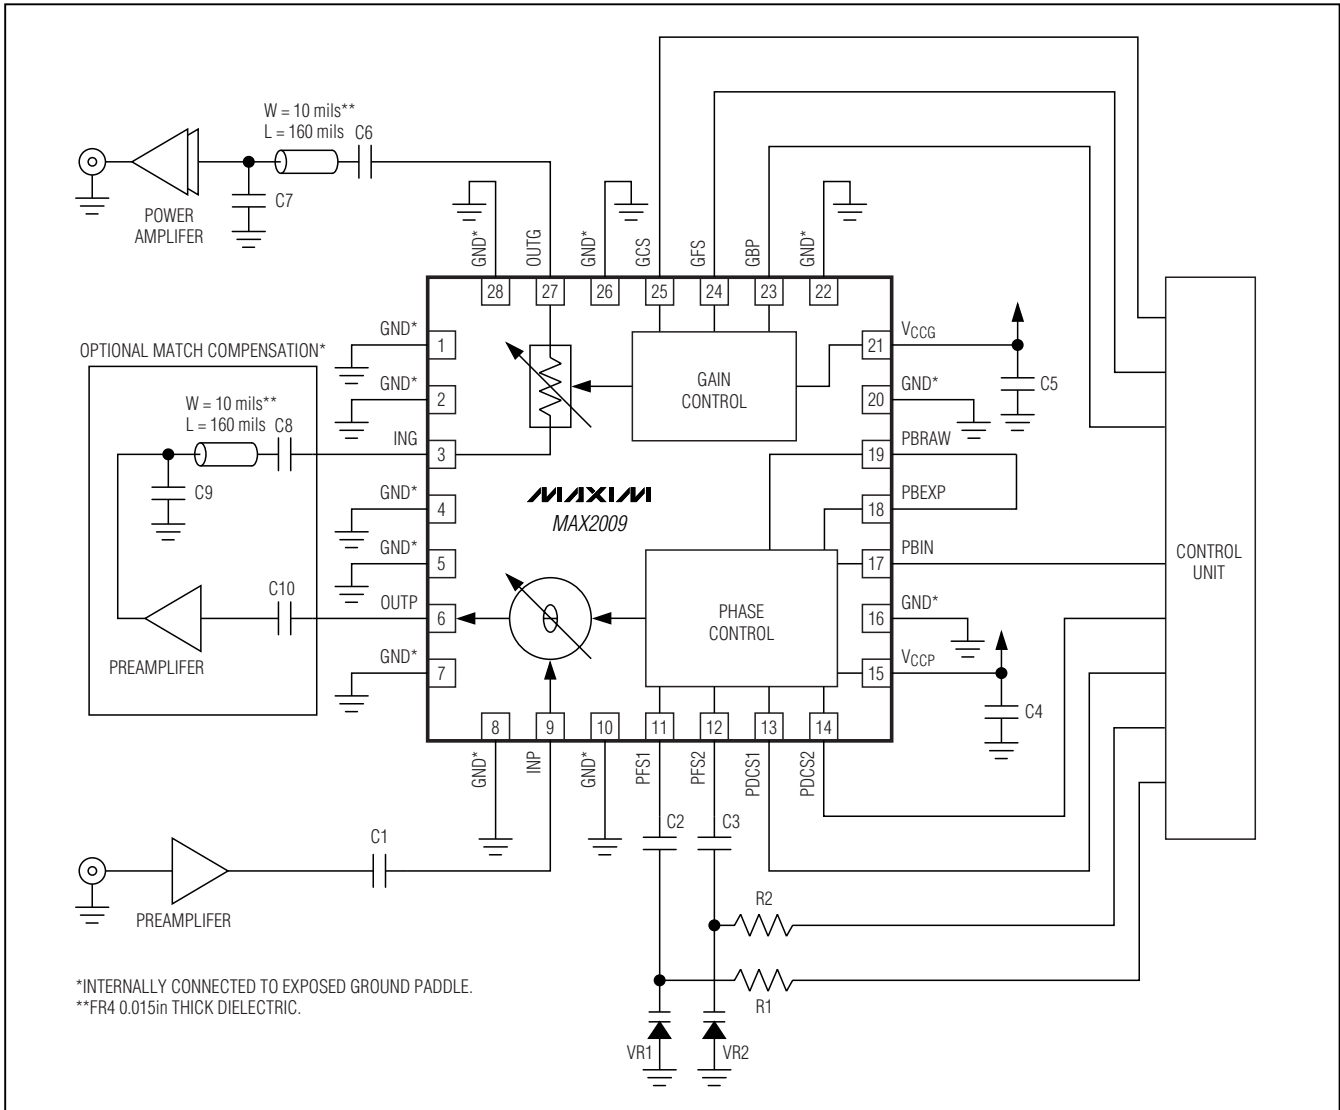 W = 10 mils**
L = 160 mils
C6
C7
POWER
AMPLIFER
GND*
OUTG
GND*
GCS
GFS
GBP
GND*
28
27
26
25
24
23
22
GND*
1
GND*
2
ING
3
GND*
4
GND*
5
OUTP
6
GND*
7
OPTIONAL MATCH COMPENSATION*
W = 10 mils**
L = 160 mils
C8
C9
C10
PREAMPLIFER
GAIN
CONTROL
MAXIM
MAX2009
PHASE
CONTROL
21
VCCG
C5
20
GND*
19
PBRAW
18
PBEXP
17
PBIN
16
GND*
15
VCCP
C4
CONTROL
UNIT
8
9
10
11
12
13
14
GND*
INP
GND*
PFS1
PFS2
PDCS1
PDCS2
C1
C2
C3
PREAMPLIFER
R2
R1
VR1
VR2
*INTERNALLY CONNECTED TO EXPOSED GROUND PADDLE.
**FR4 0.015in THICK DIELECTRIC.